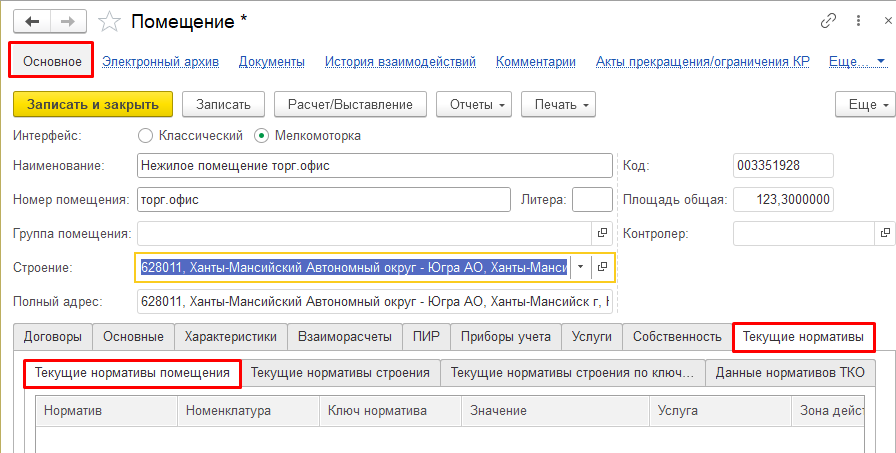 Помещение *
Основное Электронный архив Документы История взаимодействий Комментарии Акты прекращения/ограничения КР Еще...
Записать и закрыть Записать Расчет/Выставление Отчеты Печать Еще
Интерфейс: Классический Мелкомоторка
Наименование: Нежилое помещение торг.офис Код: 003351928
Номер помещения: торг.офис Литера: Площадь общая: 123,3000000
Группа помещения: Контролер:
Строение: 628011, Ханты-Мансийский Автономный округ - Югра АО, Ханты-Манси
Полный адрес: 628011, Ханты-Мансийский Автономный округ - Югра АО, Ханты-Мансийск г,
Договоры Основные Характеристики Взаиморасчеты ПИР Приборы учета Услуги Собственность Текущие нормативы
Текущие нормативы помещения Текущие нормативы строения Текущие нормативы строения по ключ... Данные нормативов ТКО
Норматив Номенклатура Ключ норматива Значение Услуга Зона дейст